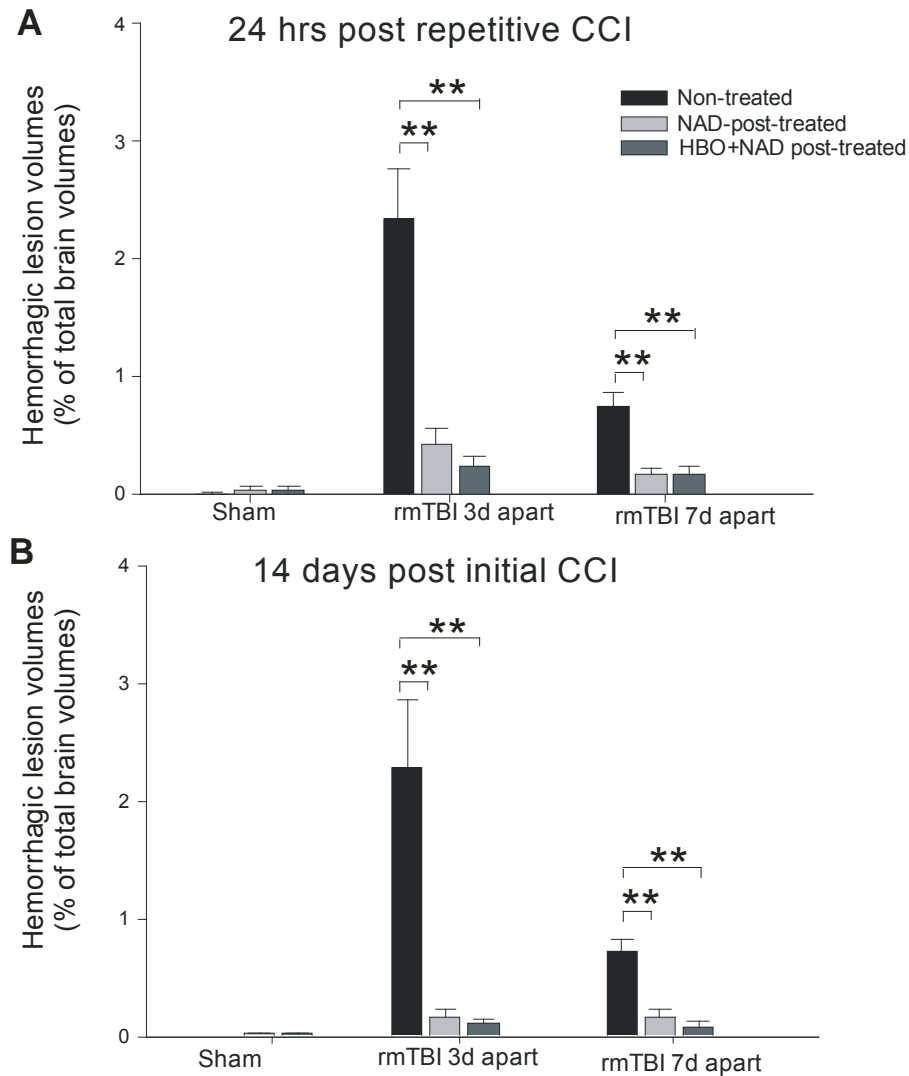 A
24 hrs post repetitive CCI
Hemorrhagic lesion volumes
(% of total brain volumes)
4
3
2
1
0
Non-treated
NAD-post-treated
HBO+NAD post-treated
**
**
**
**
Sham
rmTBI 3d apart
rmTBI 7d apart
B
14 days post initial CCI
Hemorrhagic lesion volumes
(% of total brain volumes)
4
3
2
1
0
**
**
**
**
Sham
rmTBI 3d apart
rmTBI 7d apart